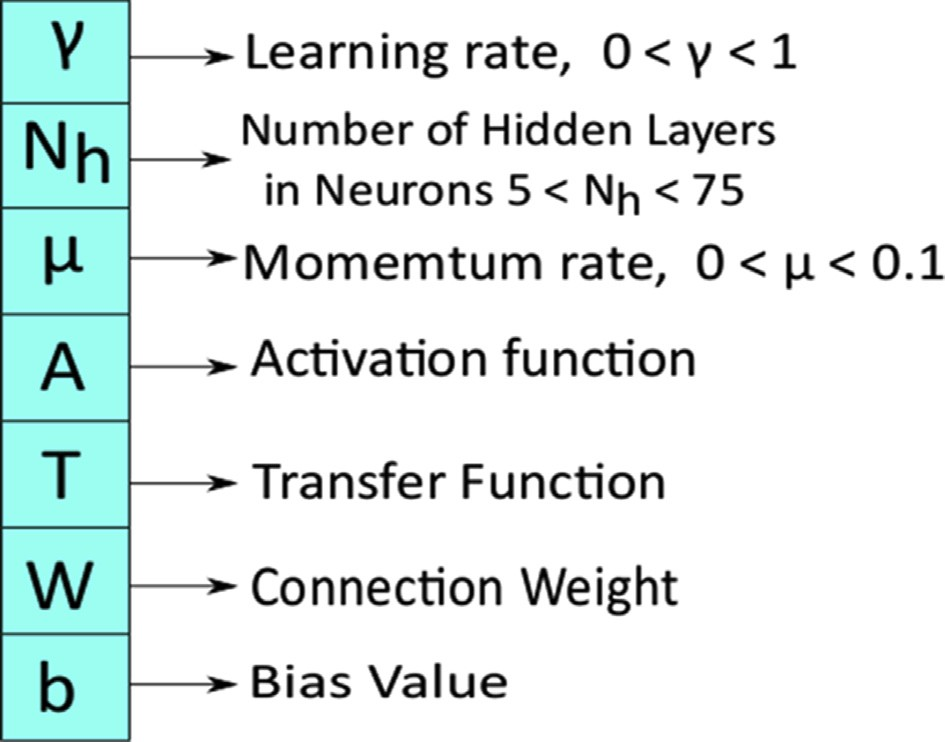 γ Learning rate, 0 < γ < 1
Nh Number of Hidden Layers
in Neurons 5 < Nh < 75
μ Momemtum rate, 0 < μ < 0.1
A Activation function
T Transfer Function
W Connection Weight
b Bias Value